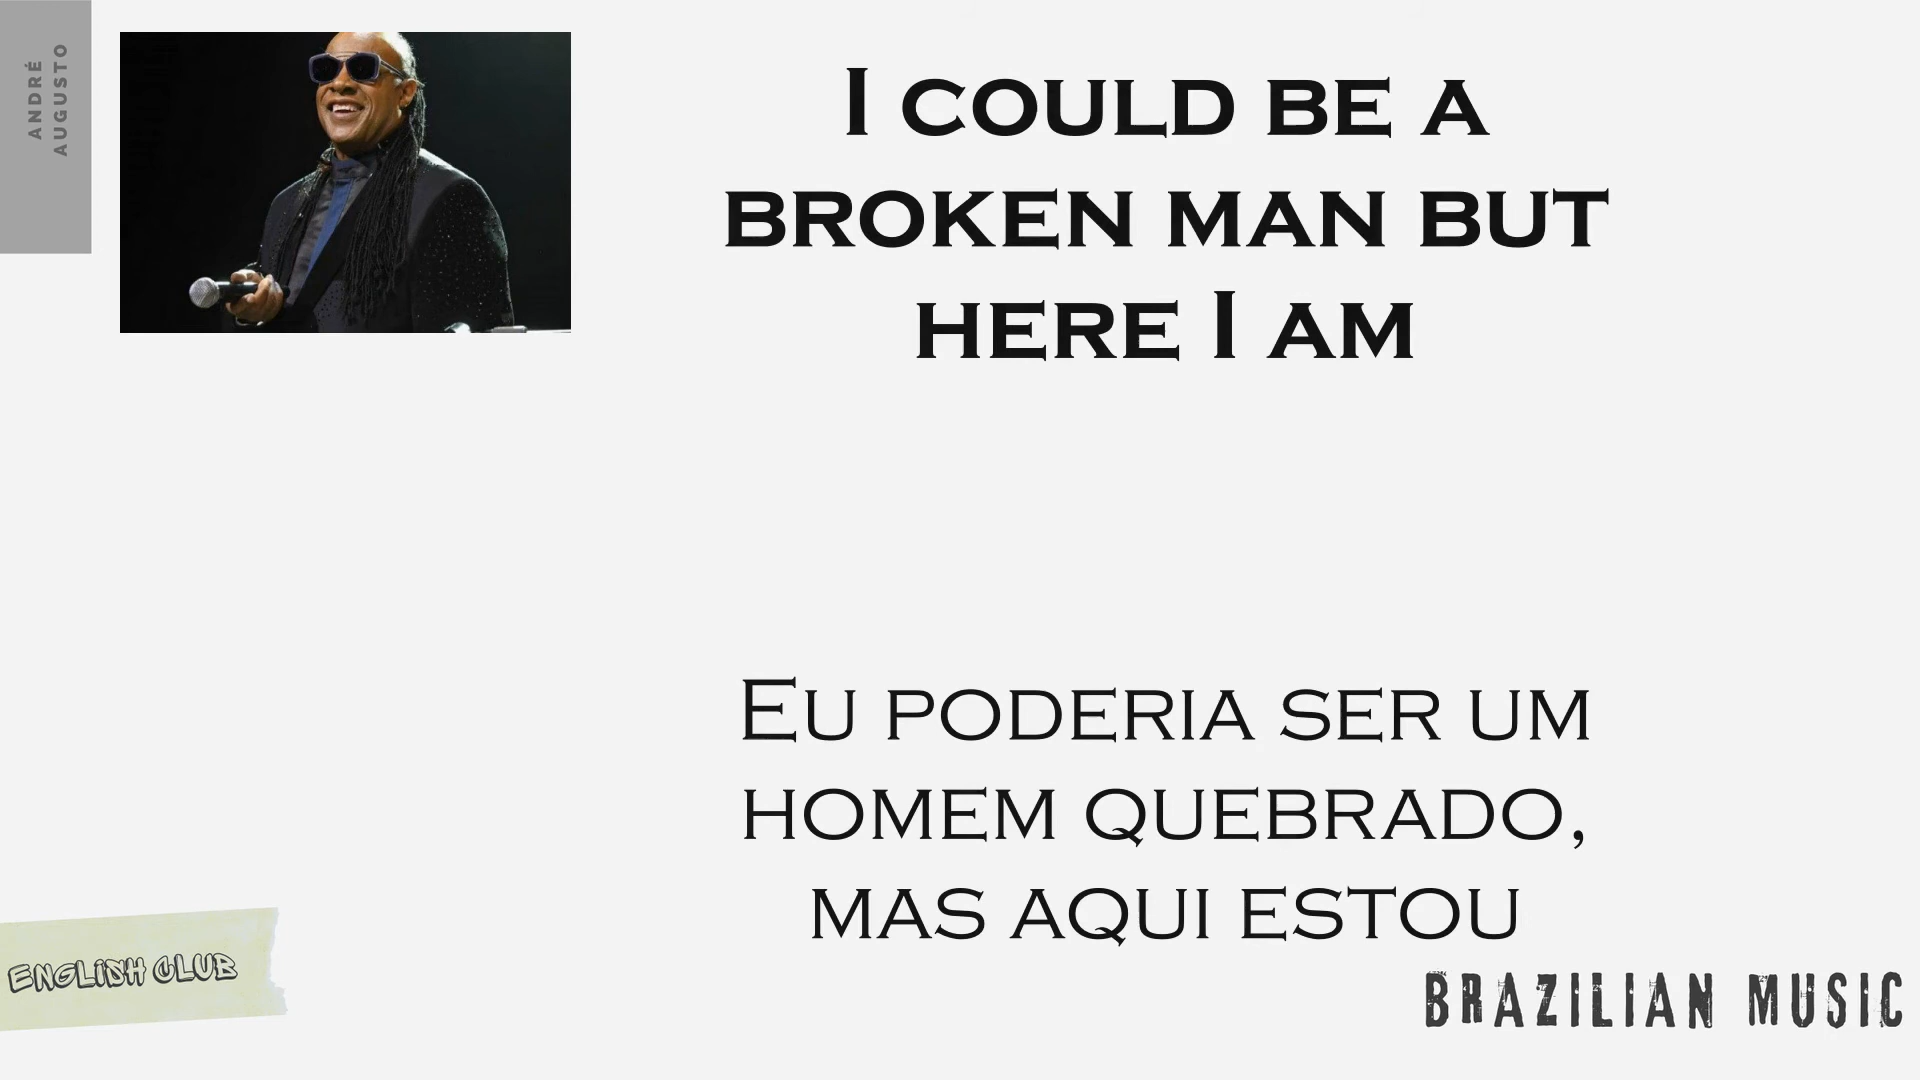 ANDRÉ
AUGUSTO
I COULD BE A
BROKEN MAN BUT
HERE I AM
EU PODERIA SER UM
HOMEM QUEBRADO,
MAS AQUI ESTOU
ENGLISH CLUB
BRAZILIAN MUSIC